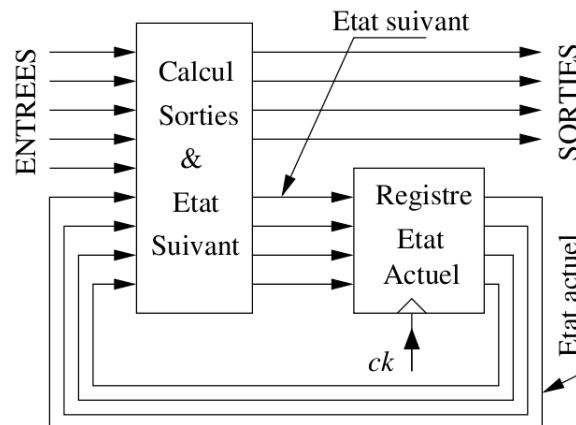 Etat suivant
ENTREES
Calcul
Sorties
&
Etat
Suivant
SORTIES
Registre
Etat
Actuel
ck
Etat actuel